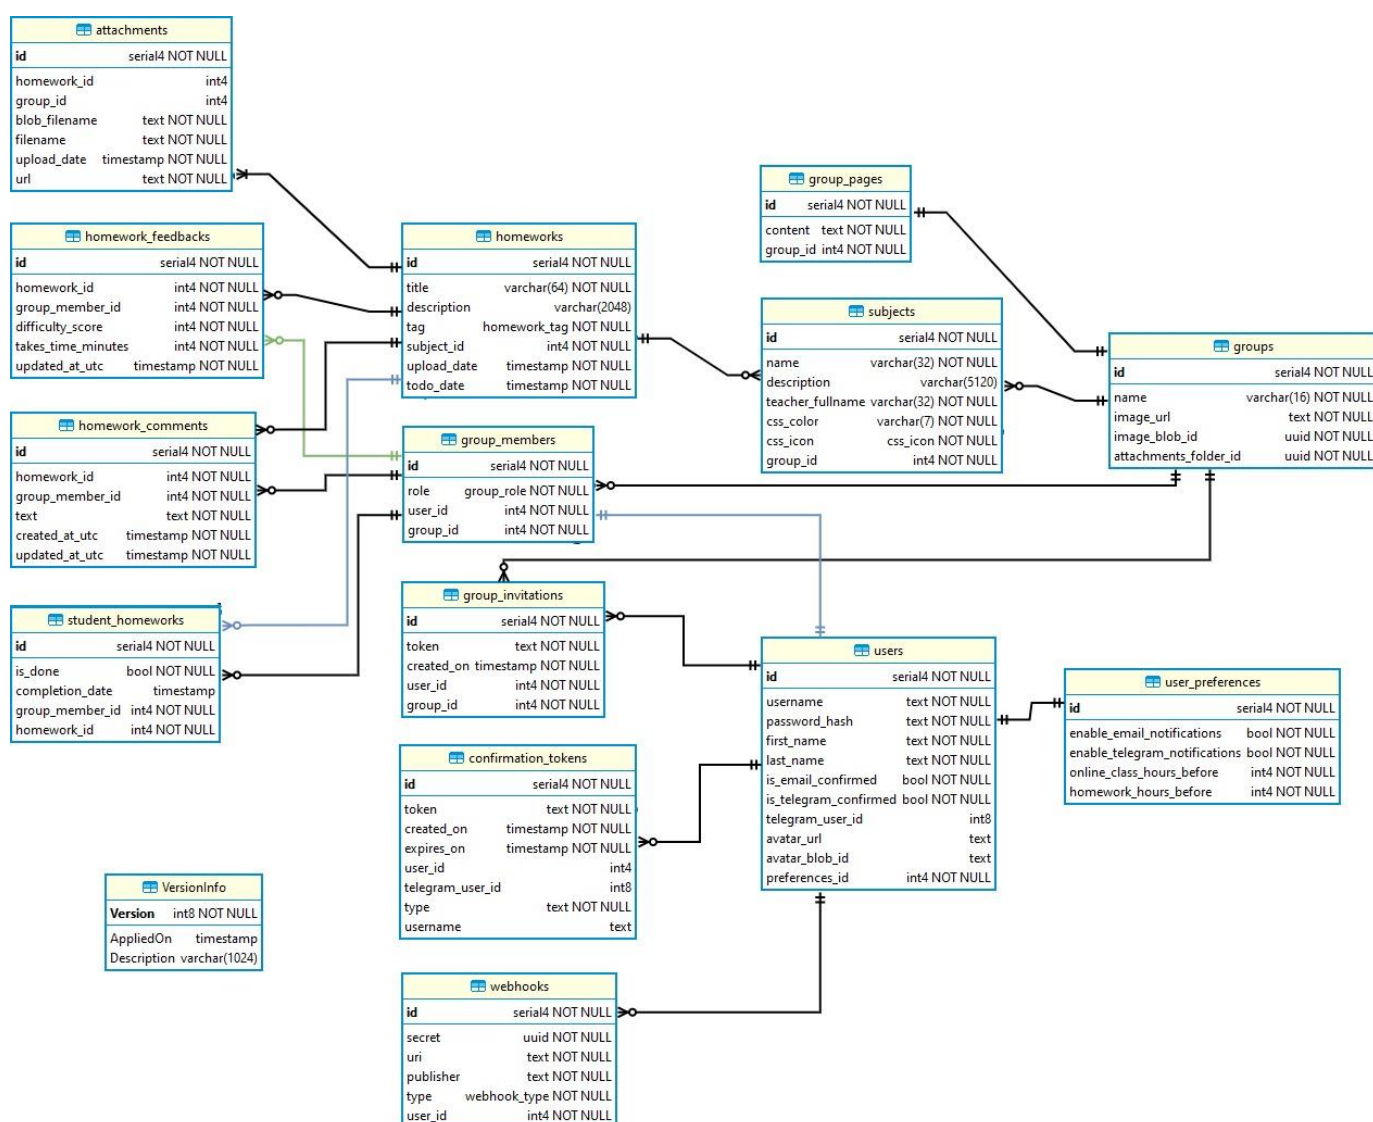 attachments
id serial4 NOT NULL
homework_id int4
group_id int4
blob_filename text NOT NULL
filename text NOT NULL
upload_date timestamp NOT NULL
url text NOT NULL
homework_feedbacks
id serial4 NOT NULL
homework_id int4 NOT NULL
group_member_id int4 NOT NULL
difficulty_score int4 NOT NULL
takes_time_minutes int4 NOT NULL
updated_at_utc timestamp NOT NULL
homework_comments
id serial4 NOT NULL
homework_id int4 NOT NULL
group_member_id int4 NOT NULL
text text NOT NULL
created_at_utc timestamp NOT NULL
updated_at_utc timestamp NOT NULL
student_homeworks
id serial4 NOT NULL
is_done bool NOT NULL
completion_date timestamp
group_member_id int4 NOT NULL
homework_id int4 NOT NULL
VersionInfo
Version int8 NOT NULL
AppliedOn timestamp
Description varchar(1024)
homeworks
id serial4 NOT NULL
title varchar(64) NOT NULL
description varchar(2048)
tag homework_tag NOT NULL
subject_id int4 NOT NULL
upload_date timestamp NOT NULL
todo_date timestamp NOT NULL
group_members
id serial4 NOT NULL
role group_role NOT NULL
user_id int4 NOT NULL
group_id int4 NOT NULL
group_invitations
id serial4 NOT NULL
token text NOT NULL
created_on timestamp NOT NULL
user_id int4 NOT NULL
group_id int4 NOT NULL
confirmation_tokens
id serial4 NOT NULL
token text NOT NULL
created_on timestamp NOT NULL
expires_on timestamp NOT NULL
user_id int4
telegram_user_id int8
type text NOT NULL
username text
webhooks
id serial4 NOT NULL
secret uuid NOT NULL
uri text NOT NULL
publisher text NOT NULL
type webhook_type NOT NULL
user_id int4 NOT NULL
group_pages
id serial4 NOT NULL
content text NOT NULL
group_id int4 NOT NULL
subjects
id serial4 NOT NULL
name varchar(32) NOT NULL
description varchar(5120)
teacher_fullname varchar(32) NOT NULL
css_color varchar(7) NOT NULL
css_icon css_icon NOT NULL
group_id int4 NOT NULL
users
id serial4 NOT NULL
username text NOT NULL
password_hash text NOT NULL
first_name text NOT NULL
last_name text NOT NULL
is_email_confirmed bool NOT NULL
is_telegram_confirmed bool NOT NULL
telegram_user_id int8
avatar_url text
avatar_blob_id text
preferences_id int4 NOT NULL
groups
id serial4 NOT NULL
name varchar(16) NOT NULL
image_url text NOT NULL
image_blob_id uuid NOT NULL
attachments_folder_id uuid NOT NULL
user_preferences
id serial4 NOT NULL
enable_email_notifications bool NOT NULL
enable_telegram_notifications bool NOT NULL
online_class_hours_before int4 NOT NULL
homework_hours_before int4 NOT NULL